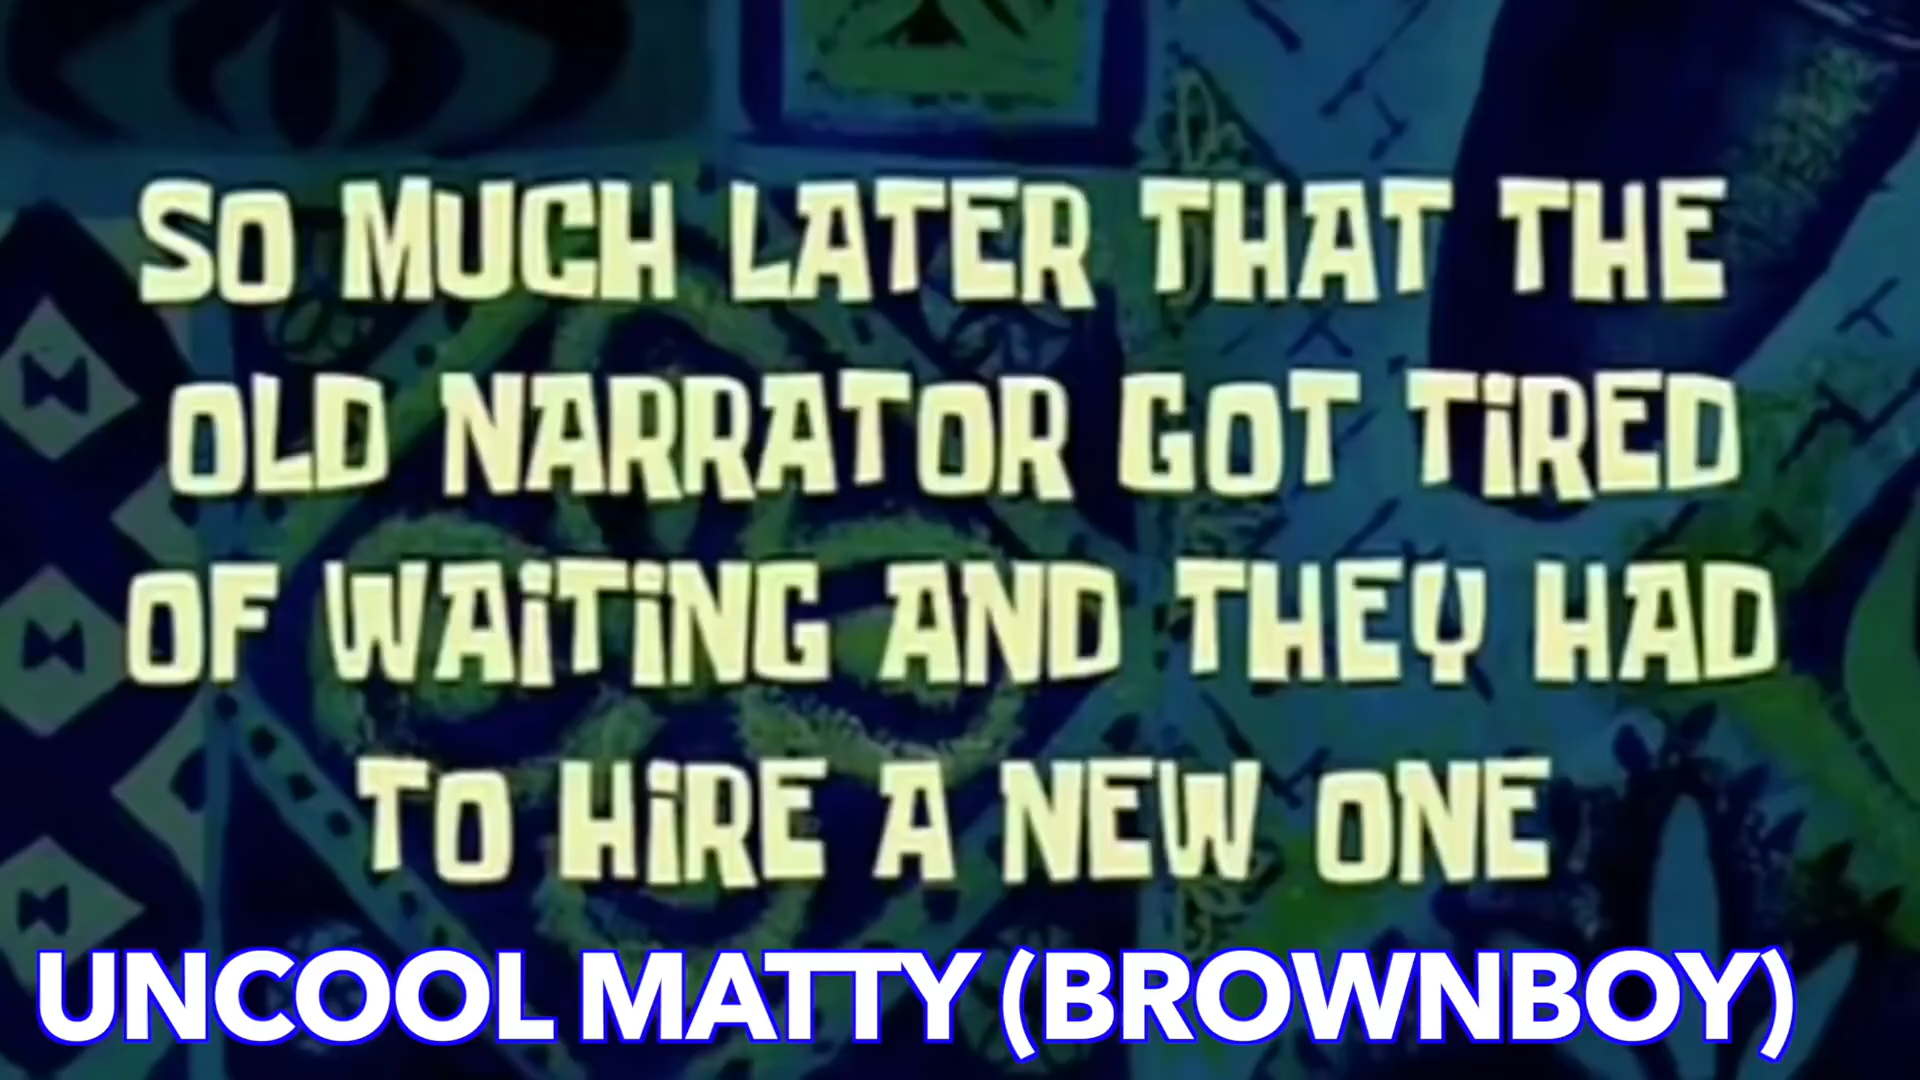 SO MUCH LATER THAT THE
OLD NARRATOR GOT TIRED
OF WAITING AND THEY HAD
TO HIRE A NEW ONE
UNCOOL MATTY (BROWNBOY)